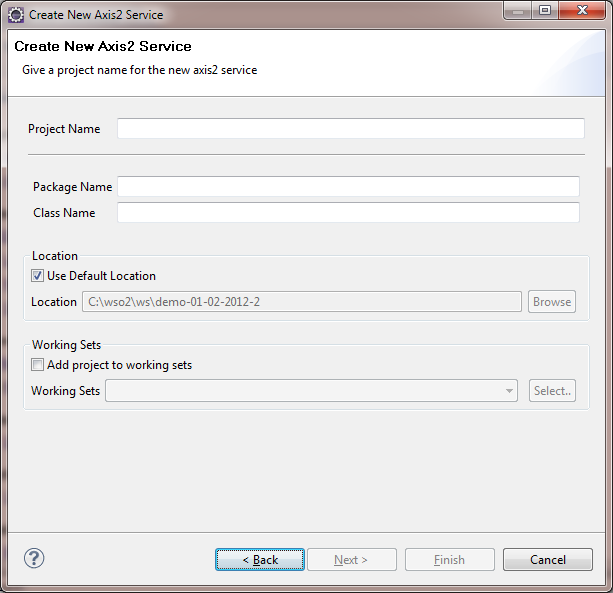 Create New Axis2 Service
Create New Axis2 Service
Give a project name for the new axis2 service
Project Name
Package Name
Class Name
Location
Use Default Location
Location C:\wso2\ws\demo-01-02-2012-2 Browse
Working Sets
Add project to working sets
Working Sets Select..
? < Back Next > Finish Cancel